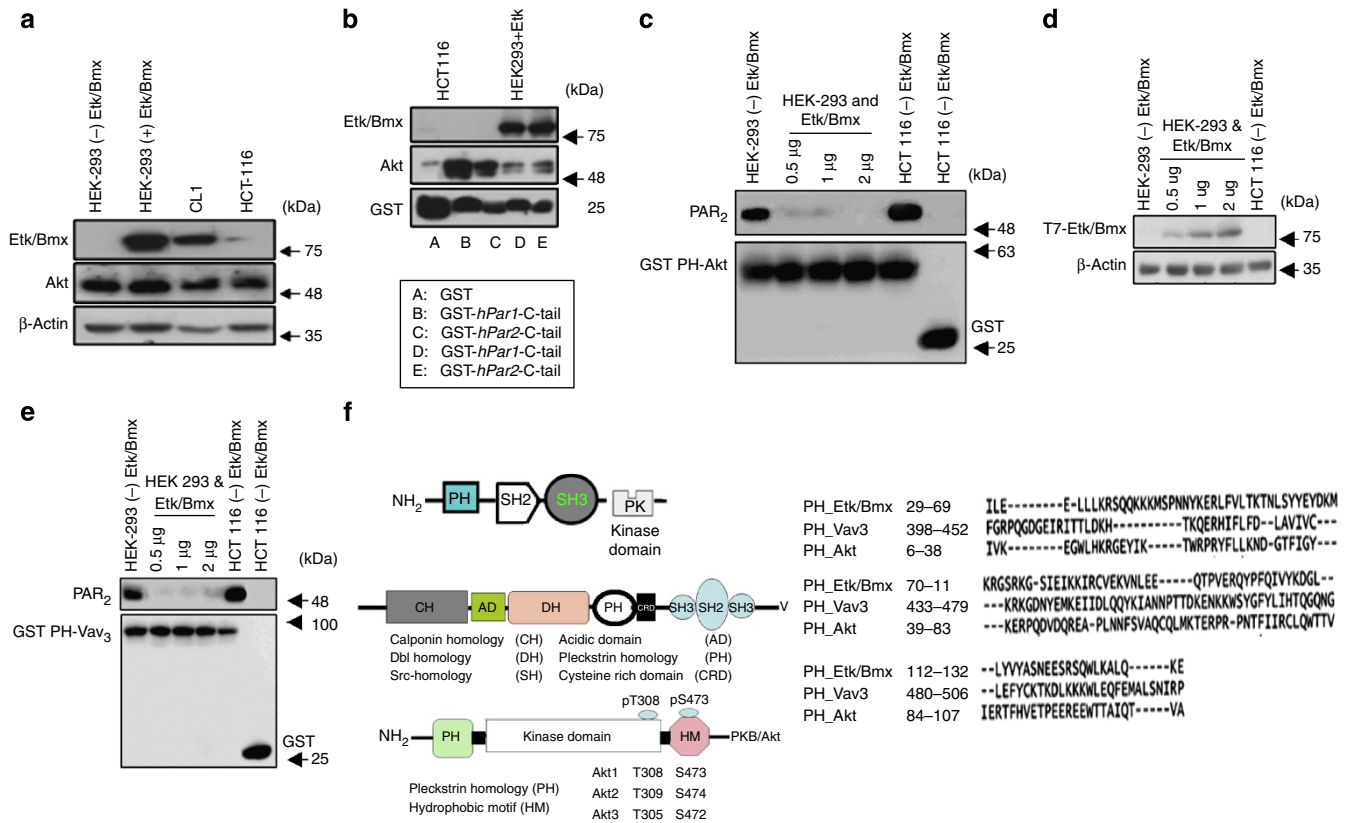 a
HEK-293 (–) Etk/Bmx
HEK-293 (+) Etk/Bmx
CL1
HCT-116
(kDa)
Etk/Bmx
75
Akt
48
β-Actin
35
b
HCT116
HEK293+Etk
(kDa)
Etk/Bmx
75
Akt
48
GST
25
A B C D E
A: GST
B: GST-hPar1-C-tail
C: GST-hPar2-C-tail
D: GST-hPar1-C-tail
E: GST-hPar2-C-tail
c
HEK-293 (–) Etk/Bmx
HEK-293 and
Etk/Bmx
0.5 µg
1 µg
2 µg
HCT 116 (–) Etk/Bmx
HCT 116 (–) Etk/Bmx
(kDa)
PAR2
48
63
GST PH-Akt
GST
25
d
HEK-293 (–) Etk/Bmx
HEK-293 &
Etk/Bmx
0.5 ug
1 ug
2 ug
HCT 116 (–) Etk/Bmx
(kDa)
T7-Etk/Bmx
75
β-Actin
35
e
HEK-293 (–) Etk/Bmx
HEK 293 &
Etk/Bmx
0.5 µg
1 µg
2 µg
HCT 116 (–) Etk/Bmx
HCT 116 (–) Etk/Bmx
(kDa)
PAR2
48
100
GST PH-Vav3
GST
25
f
NH2 PH SH2 SH3 PK
Kinase
domain
CH AD DH PH CRD SH3 SH2 SH3 V
Calponin homology (CH) Acidic domain (AD)
Dbl homology (DH) Pleckstrin homology (PH)
Src-homology (SH) Cysteine rich domain (CRD)
pT308 pS473
NH2 PH Kinase domain HM PKB/Akt
Pleckstrin homology (PH)
Hydrophobic motif (HM)
Akt1 T308 S473
Akt2 T309 S474
Akt3 T305 S472
PH_Etk/Bmx 29–69 ILE--------E-LLLKRSQQKKKMSPNNYKERLFVLTKTNLSYYEYDKM
PH_Vav3 398–452 FGRPQGDGEIRITTLDKH----------TKQERHIFLFD--LAVIVC---
PH_Akt 6–38 IVK--------EGWLHKRGEYIK------TWRPRYFLLKND-GTFIGY---
PH_Etk/Bmx 70–11 KRGSRKG-SIEIKKIRCVEKVNLEE-----QTPVERQYPFQIVYKDGL--
PH_Vav3 433–479 ---KRKGDNYEMKEIIDLQQYKIANNPTTDKENKKWSYGFYLIHTQGQNG
PH_Akt 39–83 ---KERPQDVDQREA-PLNNFSVAQCQLMKTERPR-PNTFIIRCLQWTTV
PH_Etk/Bmx 112–132 --LYVYASNEESRSQWLKALQ------KE
PH_Vav3 480–506 --LEFYCKTKDLKKKWLEQFEMALSNIRP
PH_Akt 84–107 IERTFHVETPEEREEWTTAIQT-----VA